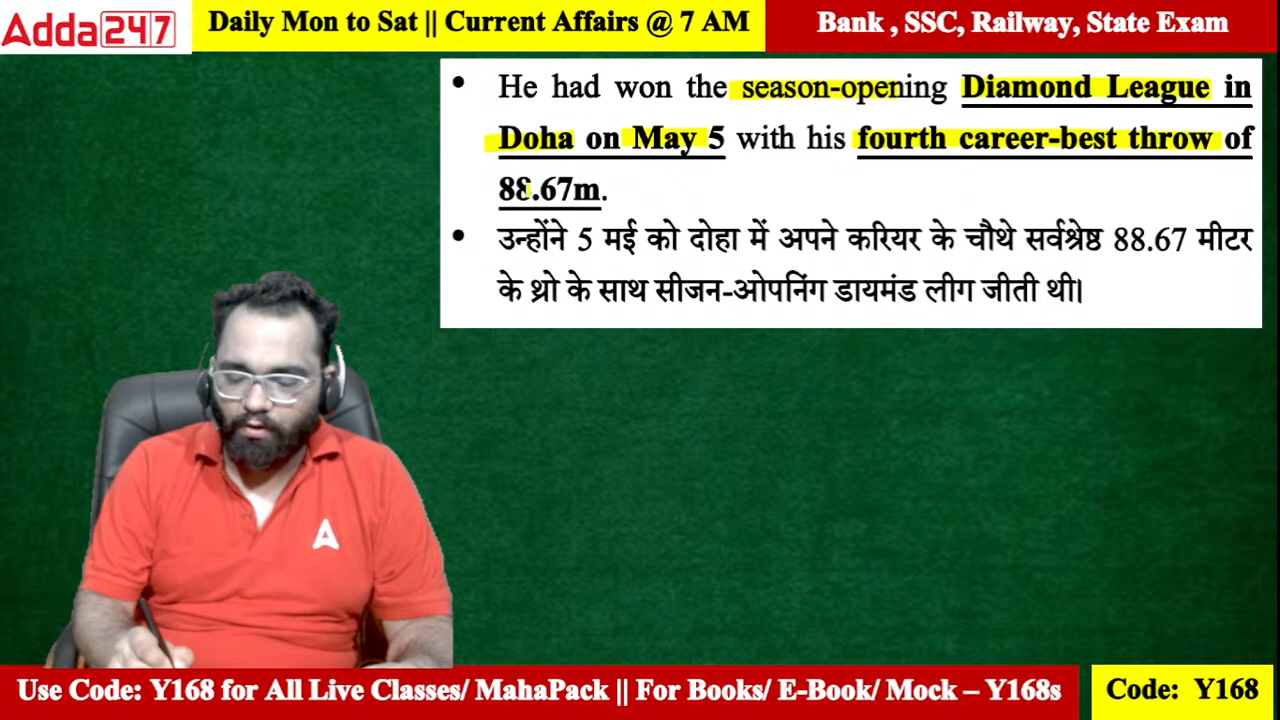 Adda247
Daily Mon to Sat || Current Affairs @ 7 AM
Bank , SSC, Railway, State Exam
• He had won the season-opening Diamond League in
Doha on May 5 with his fourth career-best throw of
88.67m.
• उन्होंने 5 मई को दोहा में अपने करियर के चौथे सर्वश्रेष्ठ 88.67 मीटर
के थ्रो के साथ सीजन-ओपनिंग डायमंड लीग जीती थी।
Use Code: Y168 for All Live Classes/ MahaPack || For Books/ E-Book/ Mock – Y168s
Code: Y168